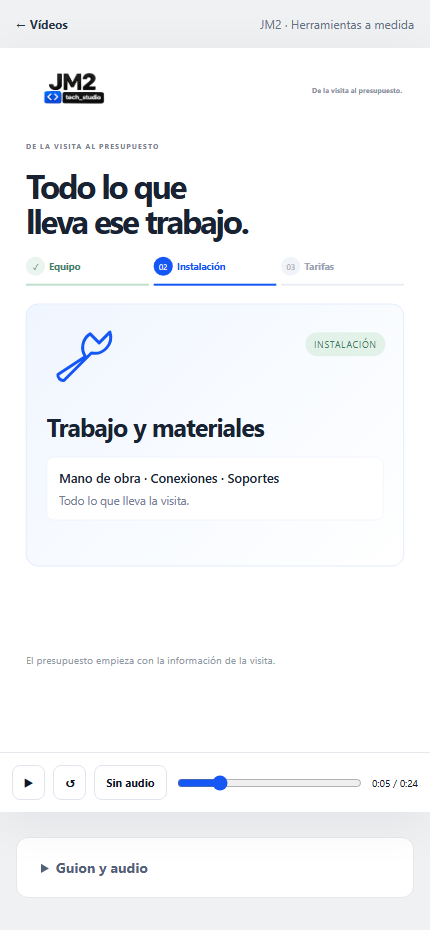 ← Vídeos
JM2 · Herramientas a medida
JM2
<> tech_studio
De la visita al presupuesto.
DE LA VISITA AL PRESUPUESTO
Todo lo que
lleva ese trabajo.
✓ Equipo
02 Instalación
03 Tarifas
INSTALACIÓN
Trabajo y materiales
Mano de obra · Conexiones · Soportes
Todo lo que lleva la visita.
El presupuesto empieza con la información de la visita.
▶ ↺ Sin audio 0:05 / 0:24
▶ Guion y audio